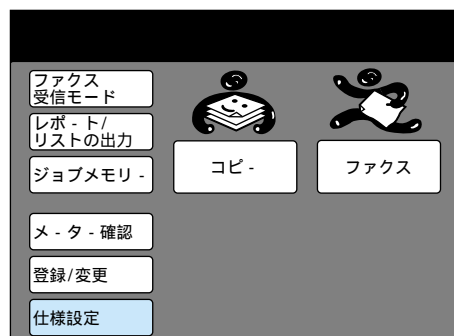 ファクス
受信モード
レポ-ト/
リストの出力
ジョブメモリ-
コピ-
ファクス
メ-タ-確認
登録/変更
仕様設定